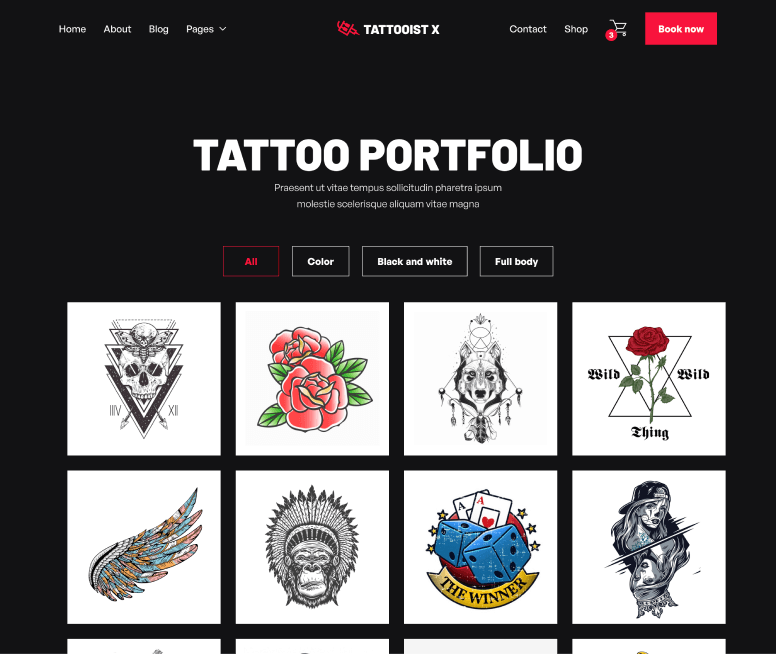 Home About Blog Pages TATTOOIST X Contact Shop 3 Book now
TATTOO PORTFOLIO
Praesent ut vitae tempus sollicitudin pharetra ipsum
molestie scelerisque aliquam vitae magna
All Color Black and white Full body
IIIV XII
Wild Wild
Thing
A A
THE WINNER